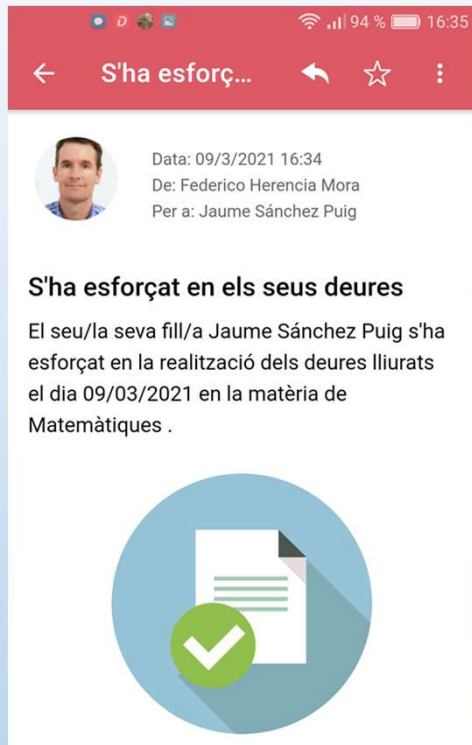 D 94 % 16:35
S'ha esforç...
Data: 09/3/2021 16:34
De: Federico Herencia Mora
Per a: Jaume Sánchez Puig
S'ha esforçat en els seus deures
El seu/la seva fill/a Jaume Sánchez Puig s'ha
esforçat en la realització dels deures lliurats
el dia 09/03/2021 en la matèria de
Matemàtiques .